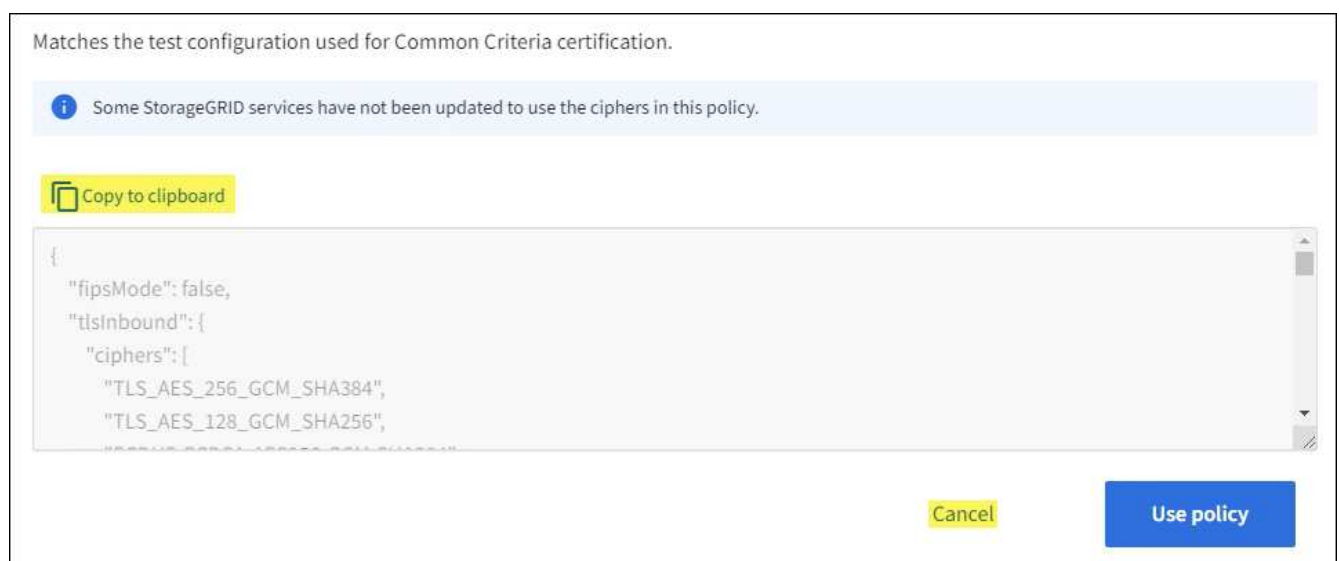 Matches the test configuration used for Common Criteria certification.
Some StorageGRID services have not been updated to use the ciphers in this policy.
Copy to clipboard
{
"fipsMode": false,
"tlsInbound": {
"ciphers": [
"TLS_AES_256_GCM_SHA384",
"TLS_AES_128_GCM_SHA256",
Cancel
Use policy